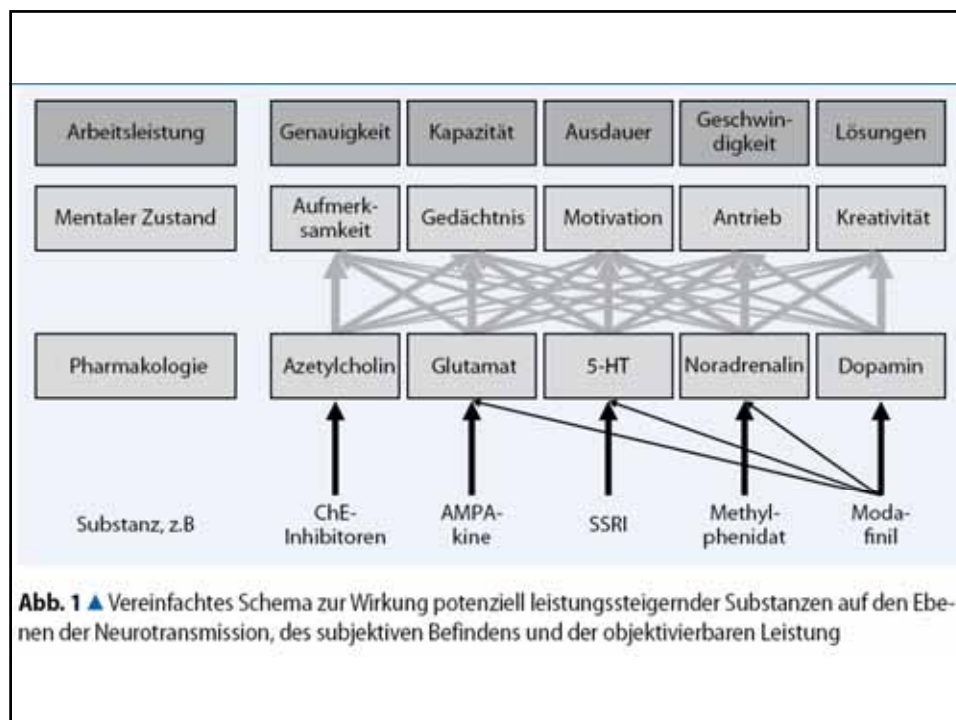 Arbeitsleistung
Genauigkeit
Kapazität
Ausdauer
Geschwin-
digkeit
Lösungen
Mentaler Zustand
Aufmerk-
samkeit
Gedächtnis
Motivation
Antrieb
Kreativität
Pharmakologie
Azetylcholin
Glutamat
5-HT
Noradrenalin
Dopamin
Substanz, z.B
ChE-
Inhibitoren
AMPA-
kine
SSRI
Methyl-
phenidat
Moda-
finil
Abb. 1 ▲ Vereinfachtes Schema zur Wirkung potenziell leistungssteigernder Substanzen auf den Ebe-
nen der Neurotransmission, des subjektiven Befindens und der objektivierbaren Leistung